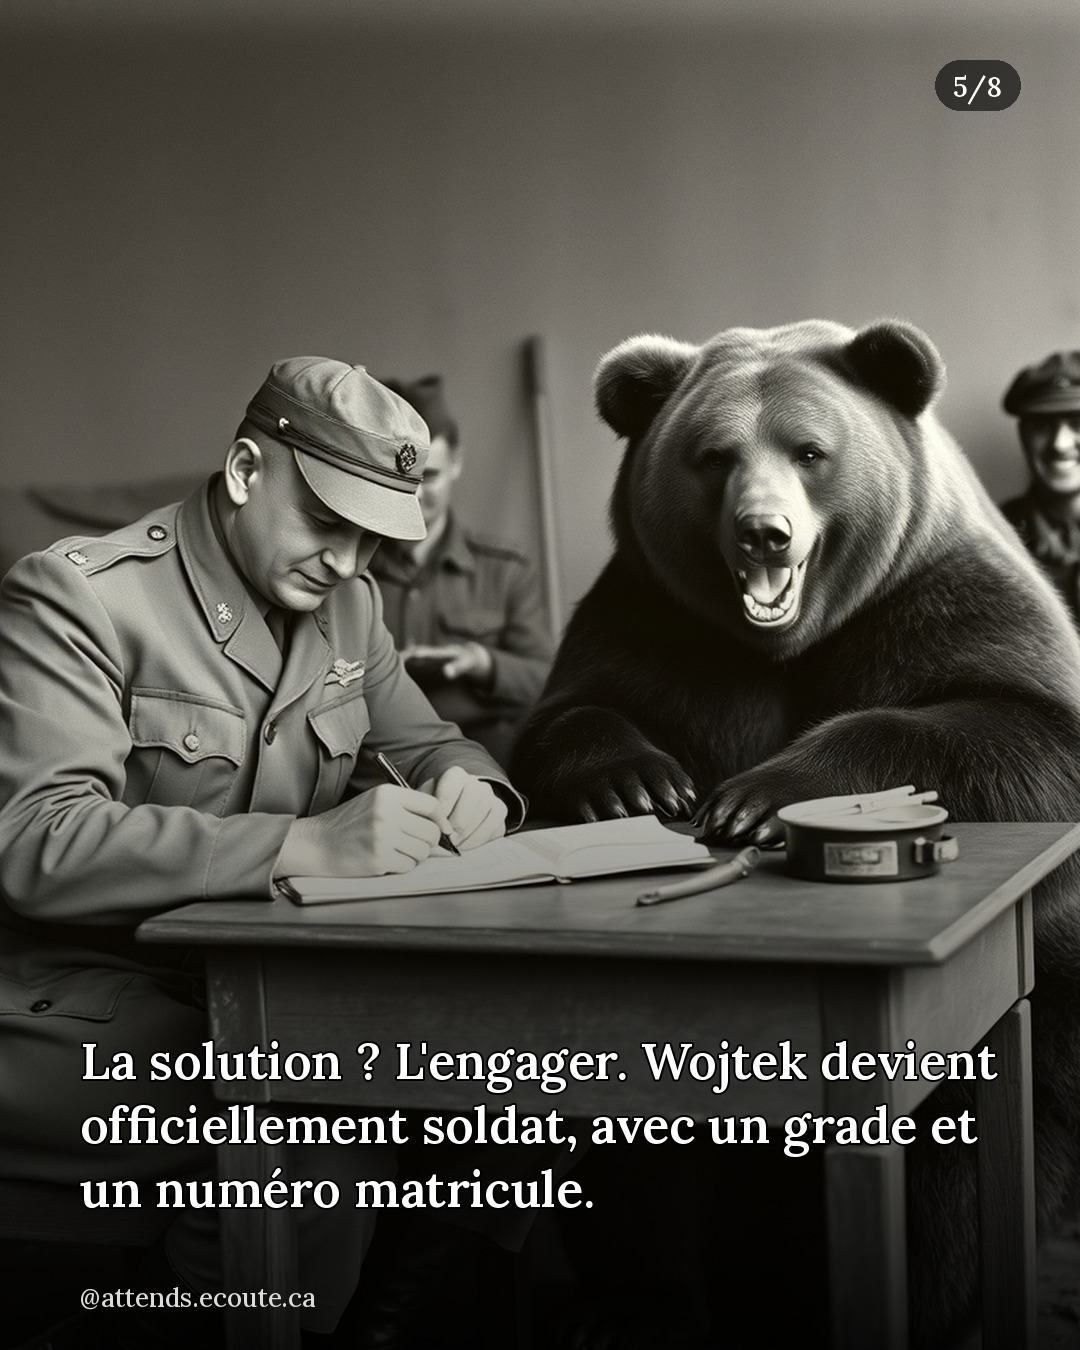 5/8
La solution ? L'engager. Wojtek devient
officiellement soldat, avec un grade et
un numéro matricule.
@attends.ecoute.ca